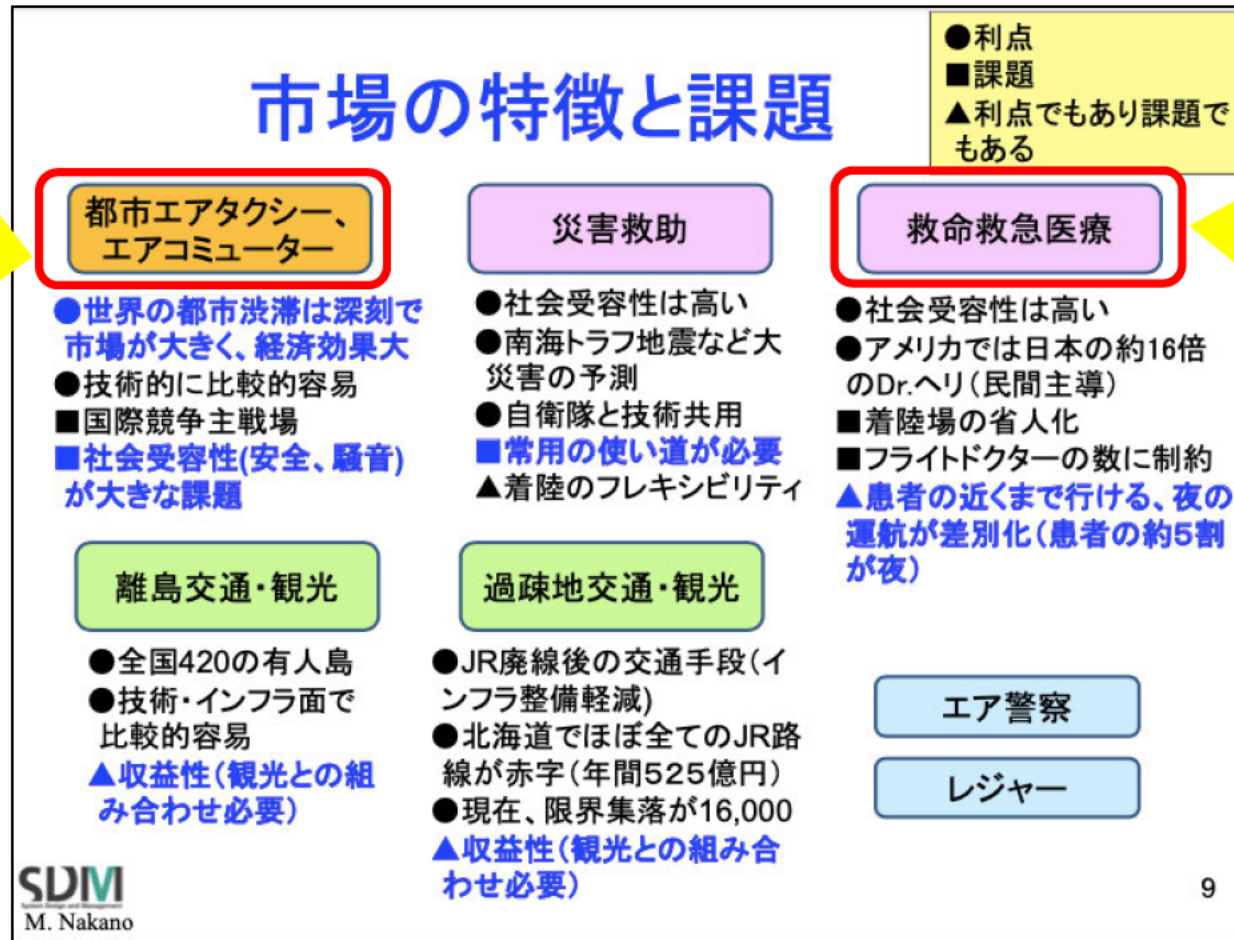 市場の特徴と課題
●利点
■課題
▲利点でもあり課題で
もある
都市エアタクシー、
エアコミューター
●世界の都市渋滞は深刻で
市場が大きく、経済効果大
●技術的に比較的容易
■国際競争主戦場
■社会受容性(安全、騒音)
が大きな課題
災害救助
●社会受容性は高い
●南海トラフ地震など大
災害の予測
●自衛隊と技術共用
■常用の使い道が必要
▲着陸のフレキシビリティ
救命救急医療
●社会受容性は高い
●アメリカでは日本の約16倍
のDr.ヘリ(民間主導)
■着陸場の省人化
■フライトドクターの数に制約
▲患者の近くまで行ける、夜の
運航が差別化(患者の約5割
が夜)
離島交通・観光
●全国420の有人島
●技術・インフラ面で
比較的容易
▲収益性(観光との組
み合わせ必要)
過疎地交通・観光
●JR廃線後の交通手段(イ
ンフラ整備軽減)
●北海道でほぼ全てのJR路
線が赤字(年間525億円)
●現在、限界集落が16,000
▲収益性(観光との組み合
わせ必要)
エア警察
レジャー
SDM
System Design and Management
M. Nakano
9